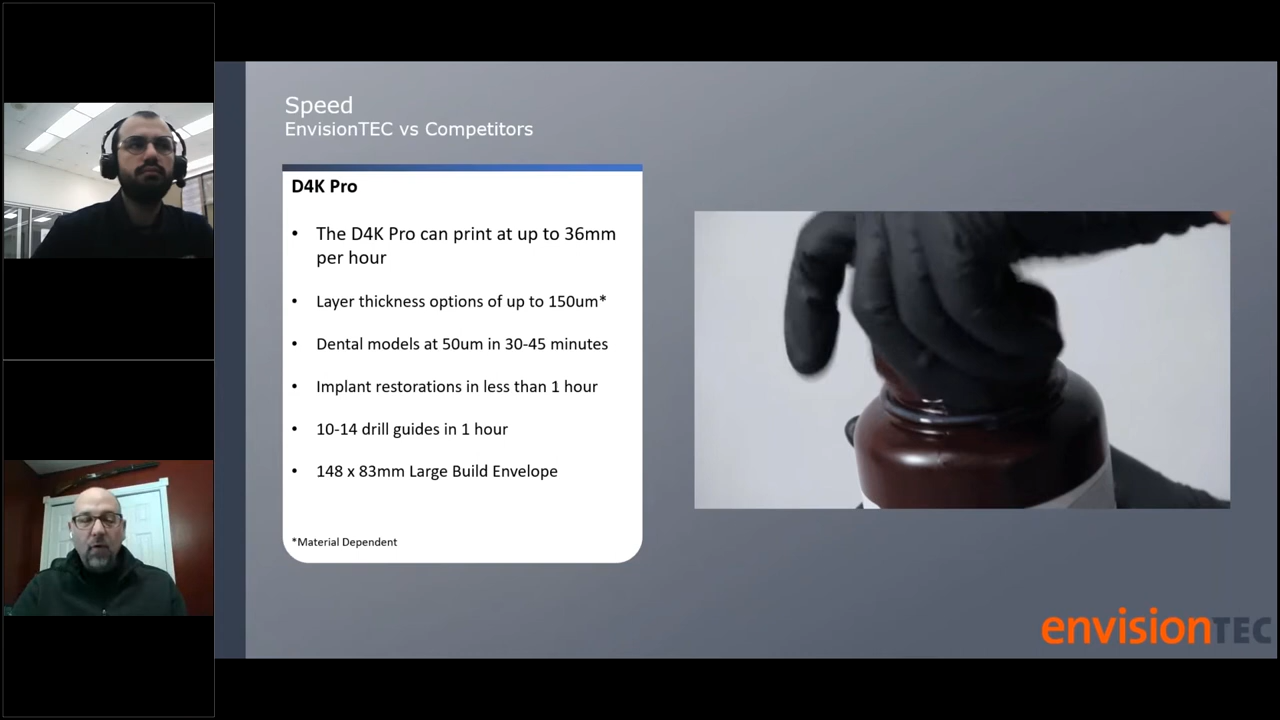 Speed
EnvisionTEC vs Competitors
D4K Pro
• The D4K Pro can print at up to 36mm
per hour
• Layer thickness options of up to 150um*
• Dental models at 50um in 30-45 minutes
• Implant restorations in less than 1 hour
• 10-14 drill guides in 1 hour
• 148 x 83mm Large Build Envelope
*Material Dependent
envisionTEC